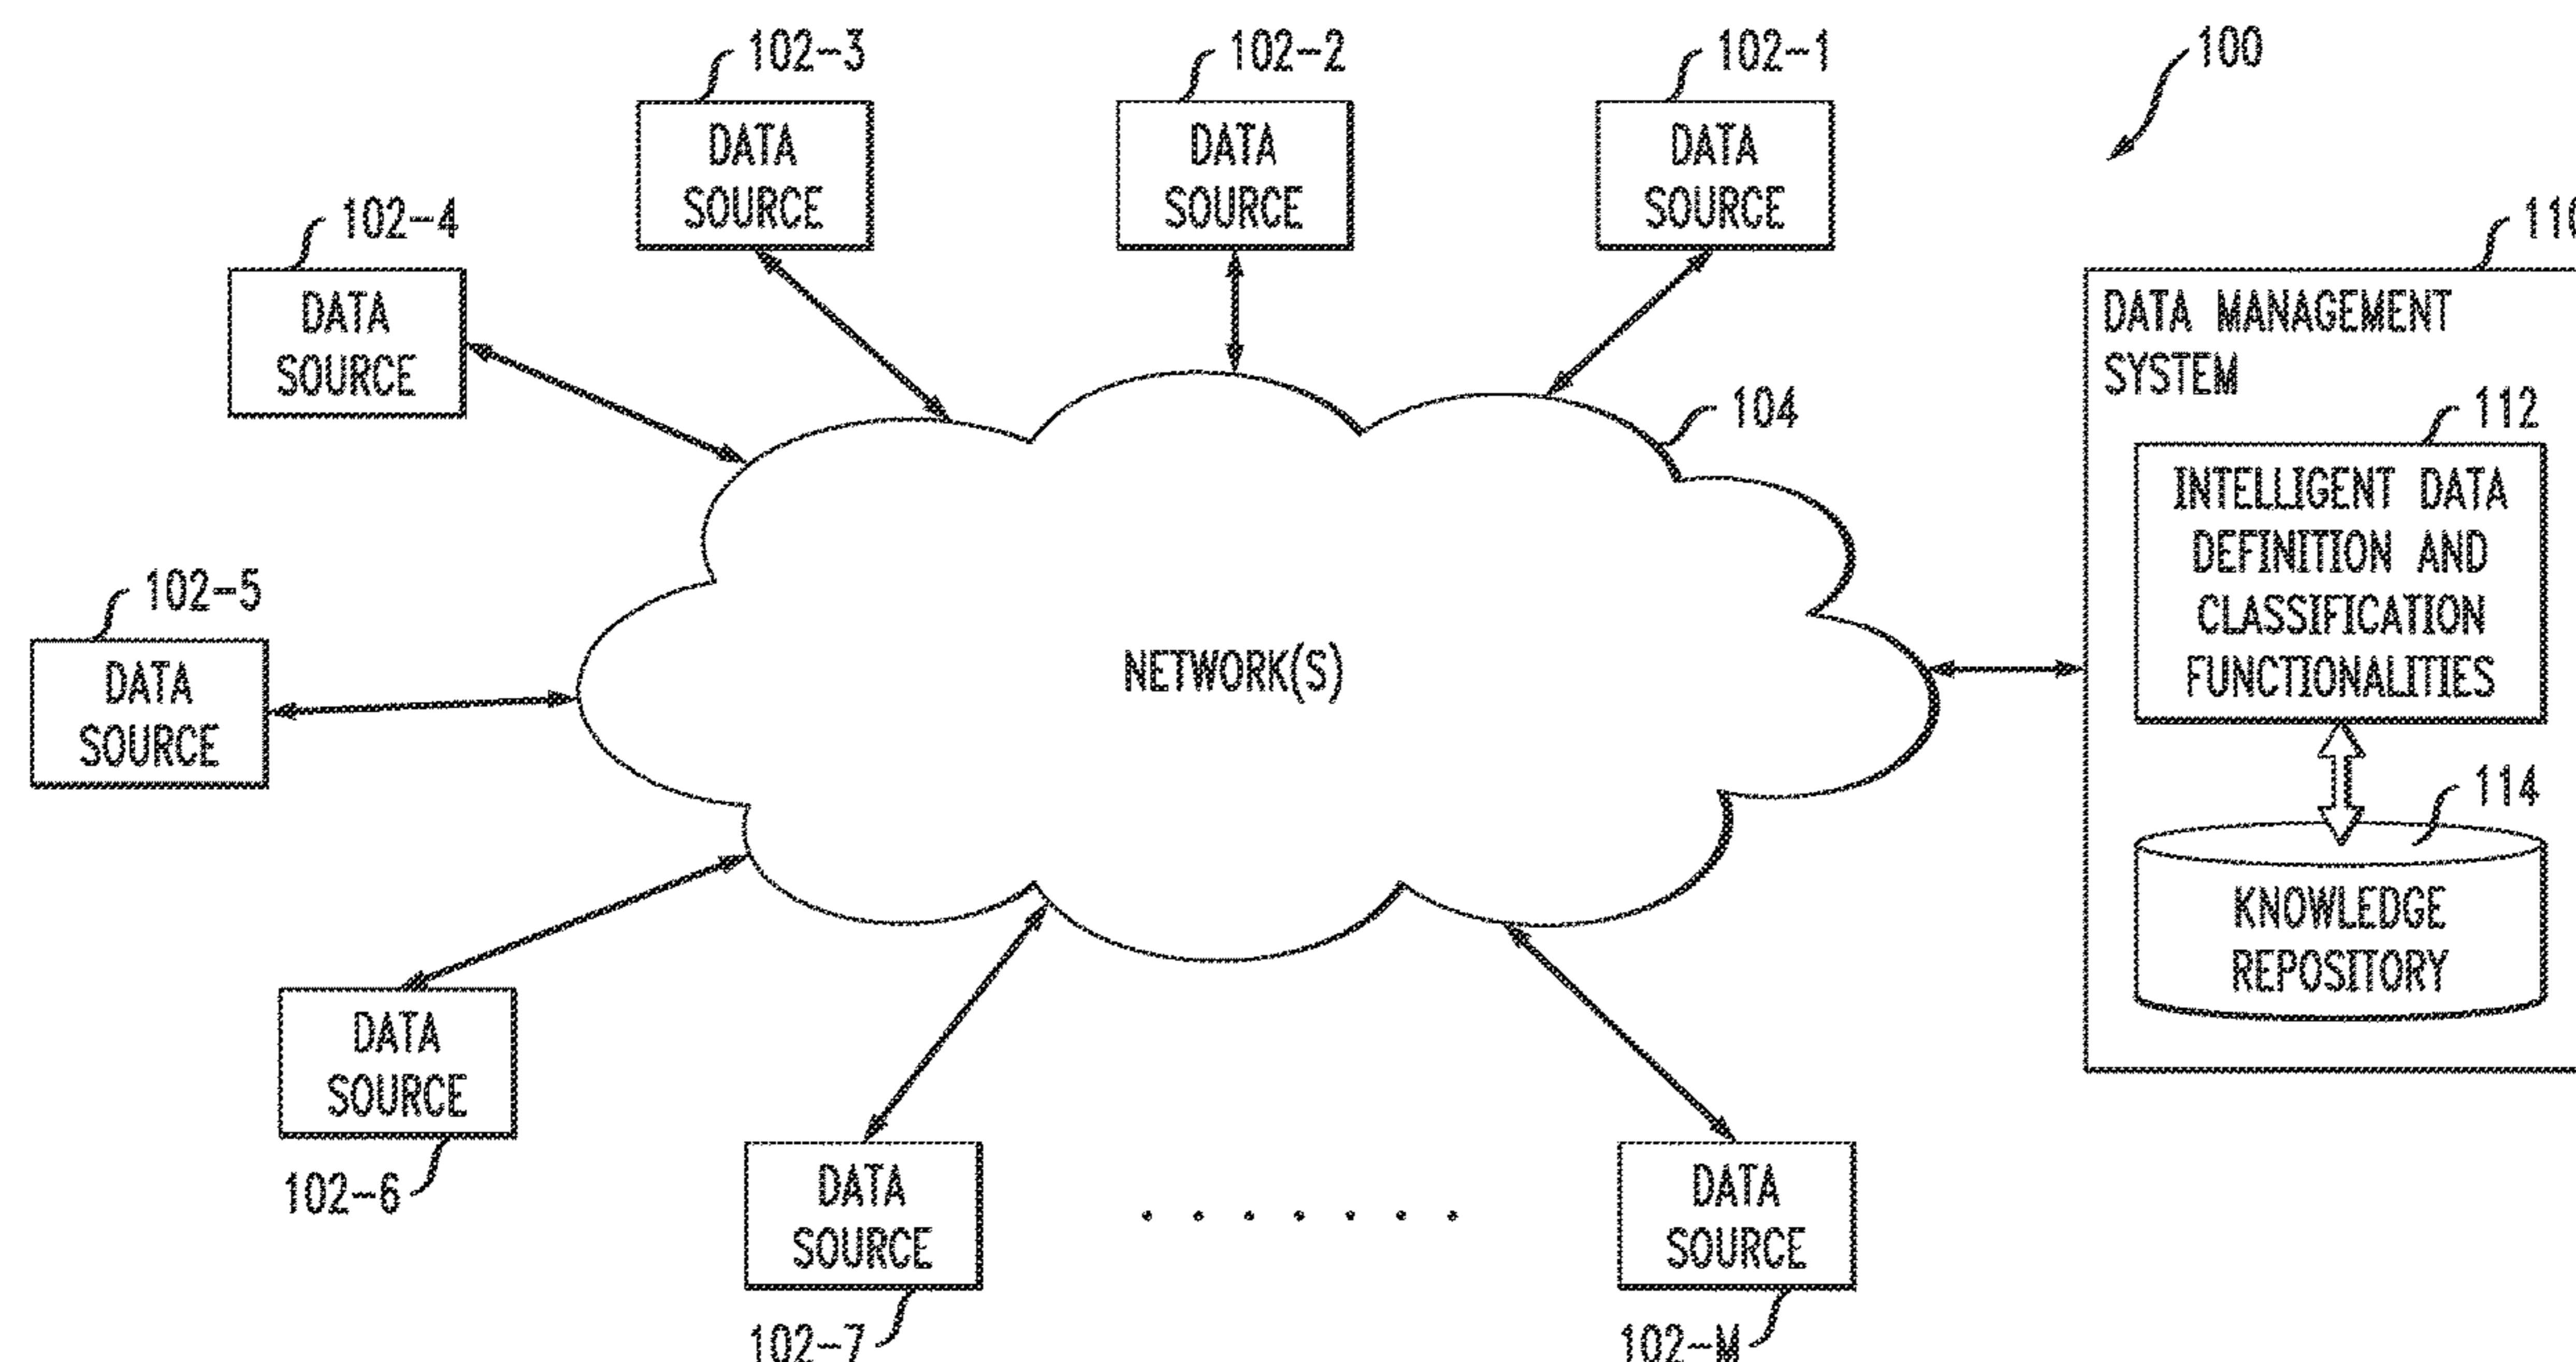 102-3
102-2
102-1
100
DATA
SOURCE
DATA
SOURCE
DATA
SOURCE
102-4
DATA
SOURCE
110
DATA MANAGEMENT
SYSTEM
104
112
INTELLIGENT DATA
DEFINITION AND
CLASSIFICATION
FUNCTIONALITIES
102-5
DATA
SOURCE
NETWORK(S)
114
KNOWLEDGE
REPOSITORY
DATA
SOURCE
102-6
DATA
SOURCE
102-7
. . . . . . .
DATA
SOURCE
102-M